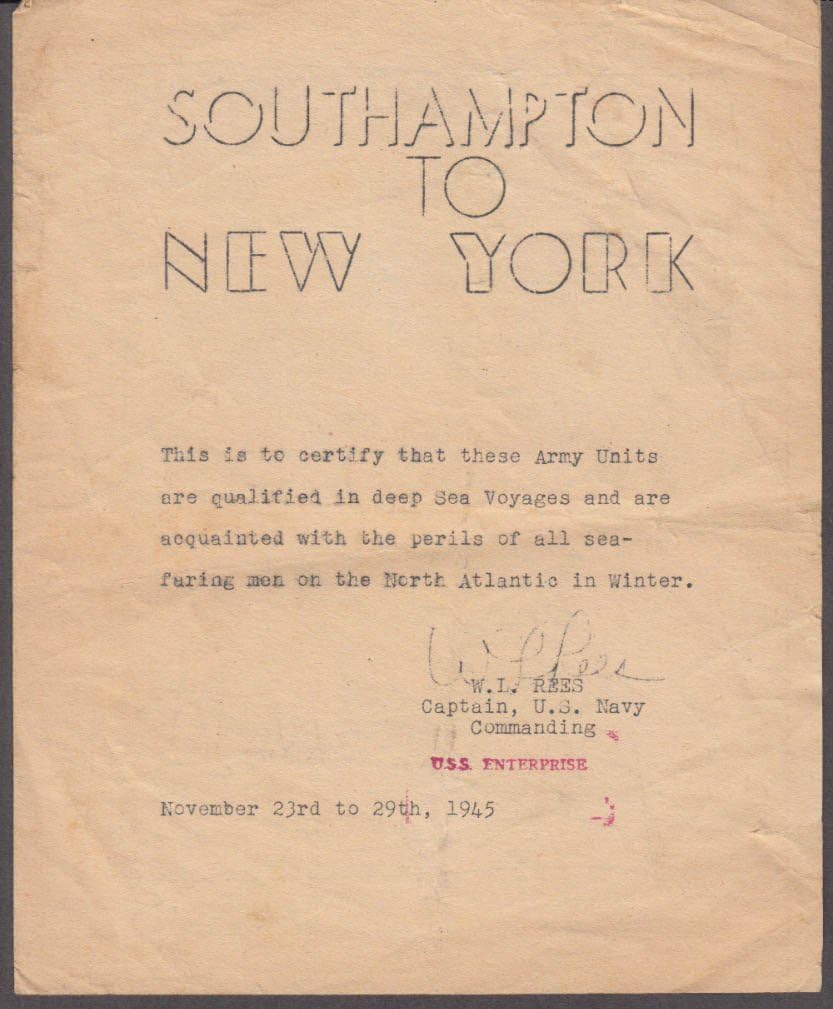 SOUTHAMPTON
TO
NEW YORK
This is to certify that these Army Units
are qualified in deep Sea Voyages and are
acquainted with the perils of all sea-
faring men on the North Atlantic in Winter.
W L Rees
W.L. REES
Captain, U.S. Navy
Commanding
U.S.S. ENTERPRISE
November 23rd to 29th, 1945